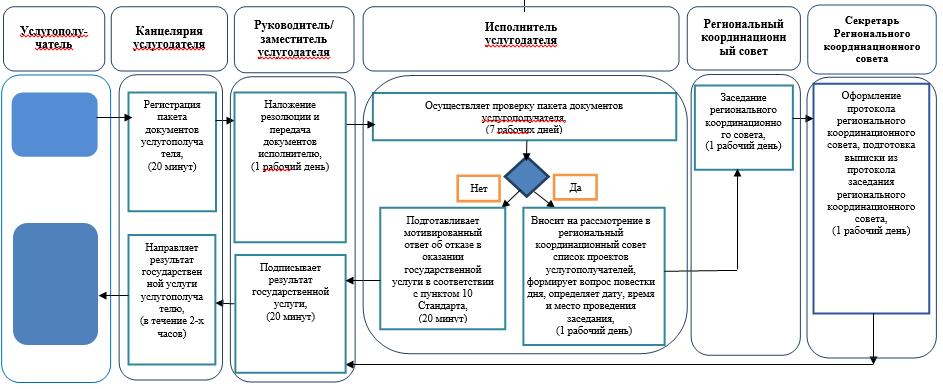 Услугополу-
чатель
Канцелярия
услугодателя
Руководитель/
заместитель
услугодателя
Исполнитель
услугодателя
Региональный
координационн
ый совет
Секретарь
Регионального
координационного
совета
Регистрация
пакета
документов
услугополуча
теля,
(20 минут)
Наложение
резолюции и
передача
документов
исполнителю,
(1 рабочий день)
Осуществляет проверку пакета документов
услугополучателя,
(7 рабочих дней)
Заседание
регионального
координационно
го совета,
(1 рабочий день)
Оформление
протокола
регионального
координационного
совета, подготовка
выписки из
протокола
заседания
регионального
координационного
совета,
(1 рабочий день)
Нет
Да
Подготавливает
мотивированный
ответ об отказе в
оказании
государственной
услуги в соответствии
с пунктом 10
Стандарта,
(20 минут)
Вносит на рассмотрение в
региональный
координационный совет
список проектов
услугополучателей,
формирует вопрос повестки
дня, определяет дату, время
и место проведения
заседания,
(1 рабочий день)
Направляет
результат
государствен
ной услуги
услугополуча
телю,
(в течение 2-х
часов)
Подписывает
результат
государственной
услуги,
(20 минут)